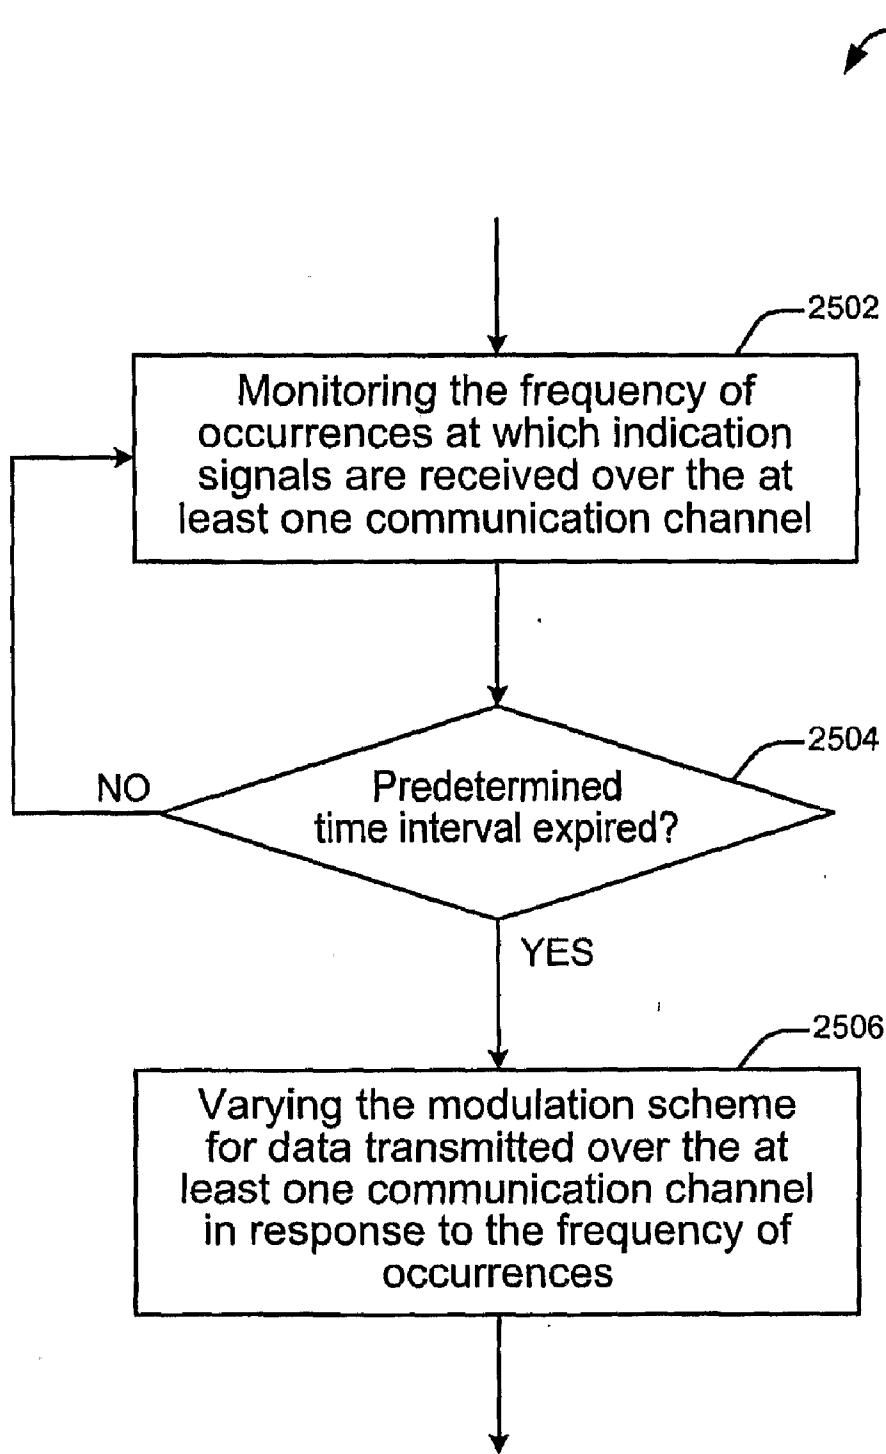 2502
Monitoring the frequency of
occurrences at which indication
signals are received over the at
least one communication channel
2504
NO
Predetermined
time interval expired?
YES
2506
Varying the modulation scheme
for data transmitted over the at
least one communication channel
in response to the frequency of
occurrences